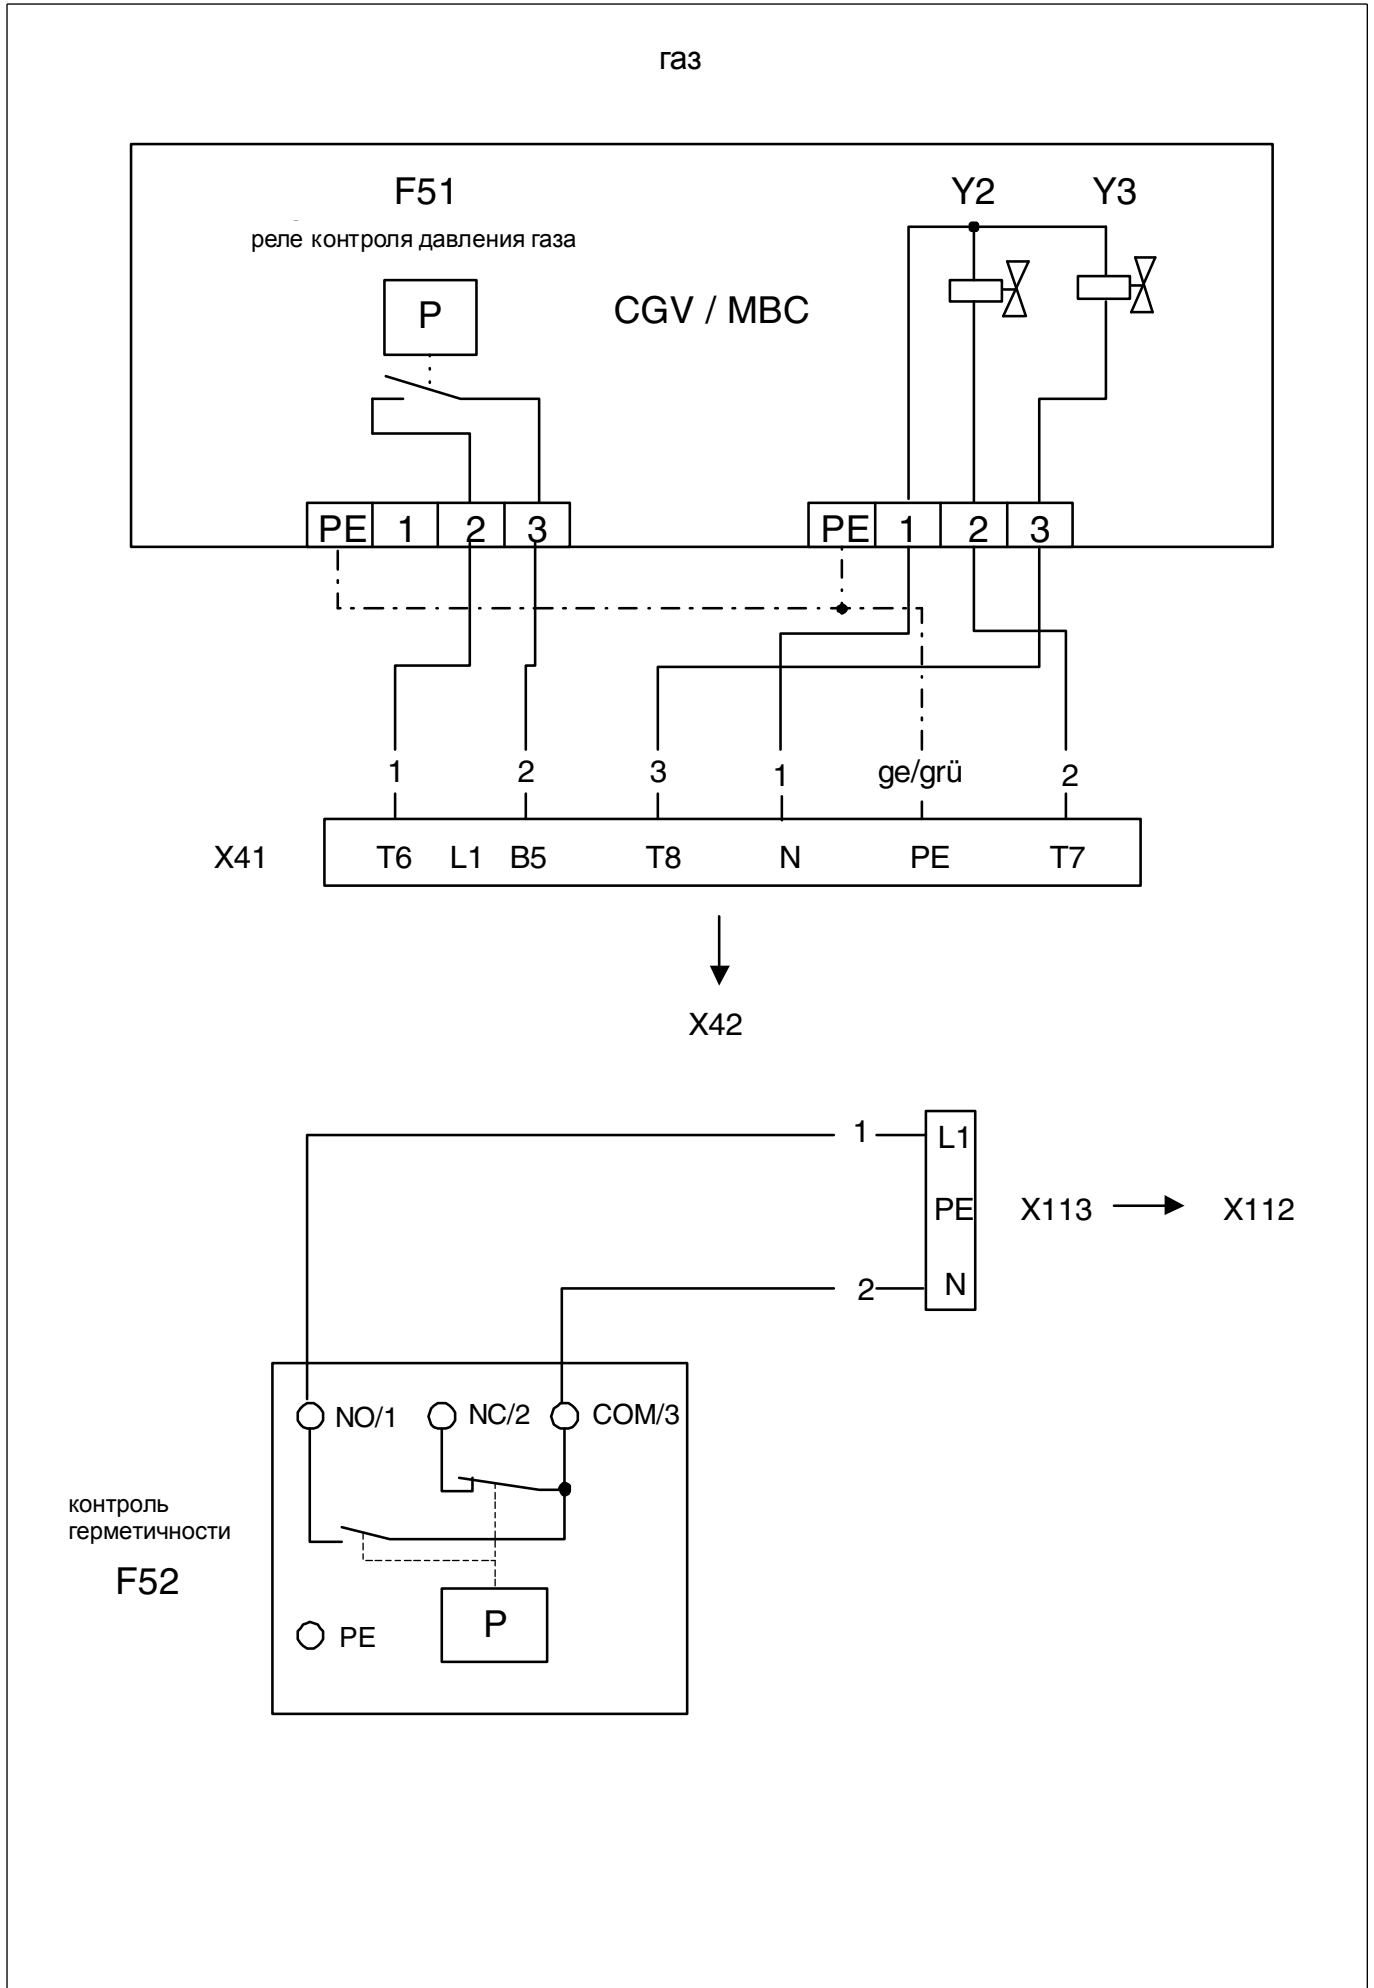 газ
F51
Y2 Y3
реле контроля давления газа
P
CGV / MBC
PE 1 2 3 PE 1 2 3
1 2 3 1 ge/grü 2
X41 T6 L1 B5 T8 N PE T7
X42
1 L1
PE X113 X112
2 N
NO/1 NC/2 COM/3
контроль
герметичности
F52
P
PE